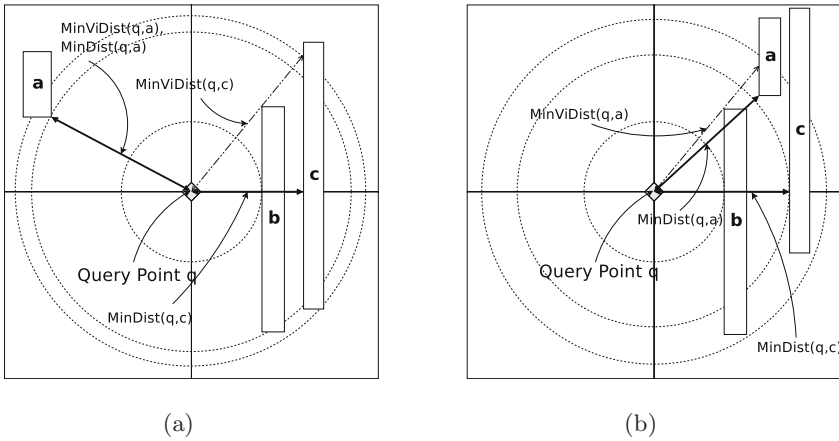 MinViDist(q,a),
MinDist(q,a)
a
MinViDist(q,c)
c
b
Query Point q
MinDist(q,c)
(a)
a
MinViDist(q,a)
c
MinDist(q,a)
b
Query Point q
MinDist(q,c)
(b)